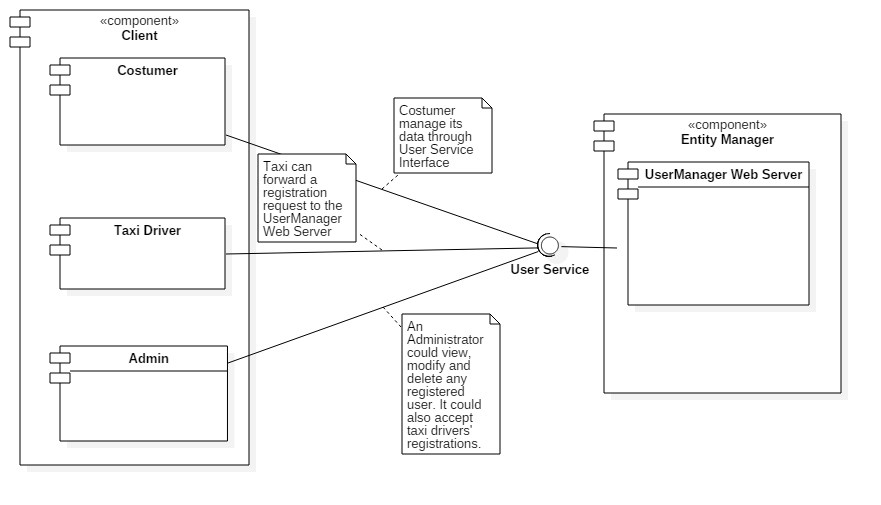 «component»
Client
Costumer
Taxi Driver
Admin
Taxi can
forward a
registration
request to the
UserManager
Web Server
Costumer
manage its
data through
User Service
Interface
An
Administrator
could view,
modify and
delete any
registered
user. It could
also accept
taxi drivers'
registrations.
User Service
«component»
Entity Manager
UserManager Web Server